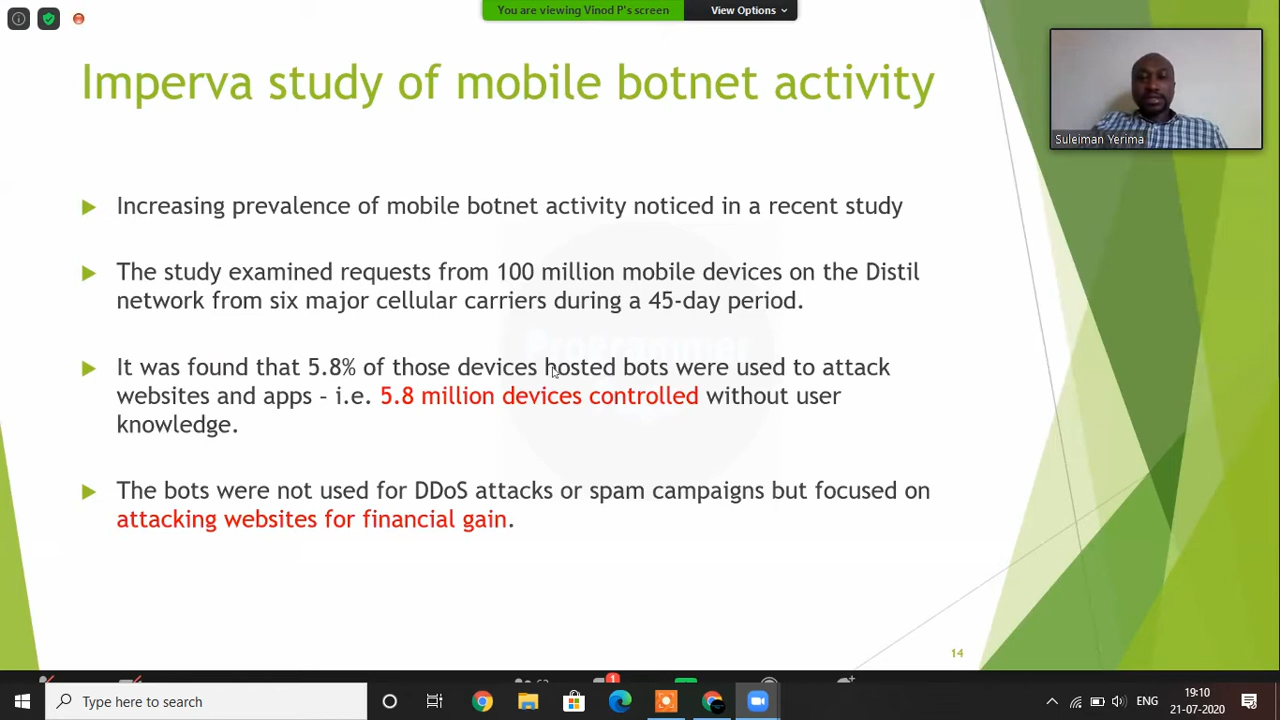 You are viewing Vinod P's screen
View Options
Imperva study of mobile botnet activity
Suleiman Yerima
Increasing prevalence of mobile botnet activity noticed in a recent study
The study examined requests from 100 million mobile devices on the Distil
network from six major cellular carriers during a 45-day period.
It was found that 5.8% of those devices hosted bots were used to attack
websites and apps – i.e. 5.8 million devices controlled without user
knowledge.
The bots were not used for DDoS attacks or spam campaigns but focused on
attacking websites for financial gain.
Programmer
14
1
Type here to search
ENG
19:10
21-07-2020